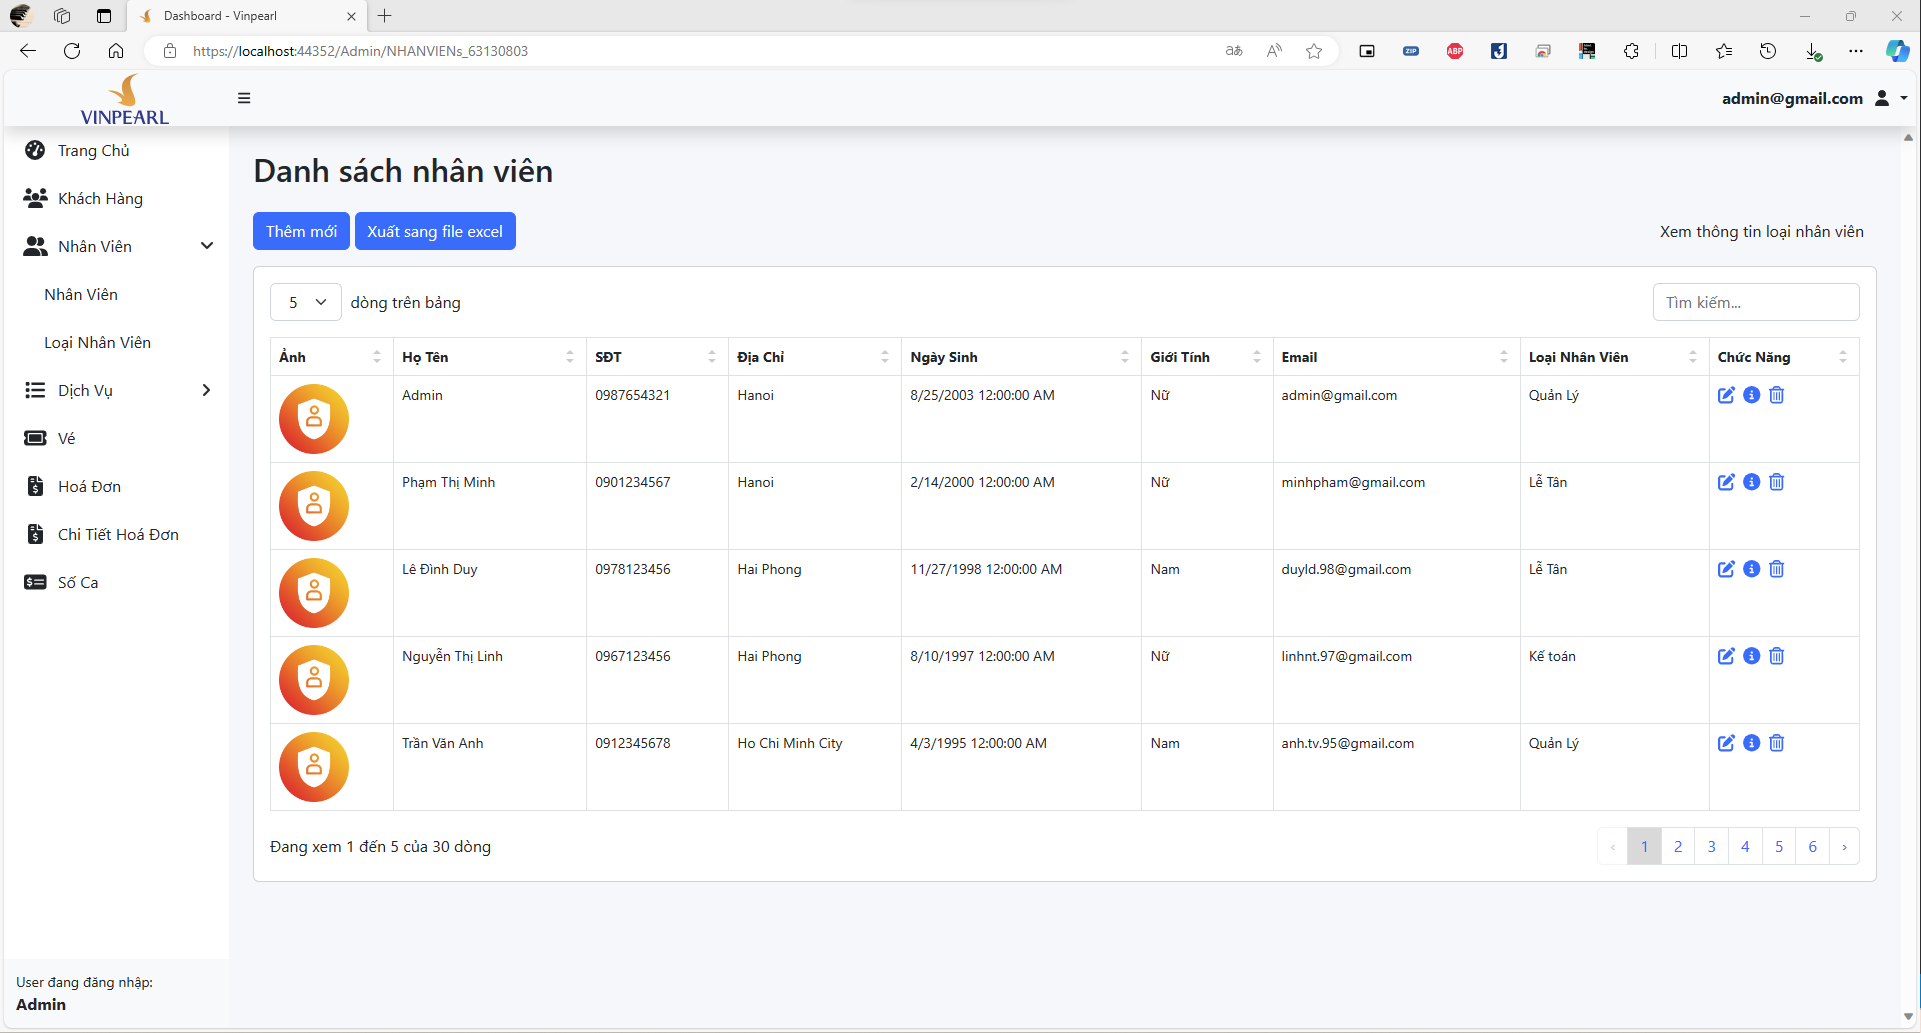 Dashboard - Vinpearl
https://localhost:44352/Admin/NHANVIENs_63130803
aあ
A
ZIP
ABP
VINPEARL
admin@gmail.com
Trang Chủ
Khách Hàng
Nhân Viên
Nhân Viên
Loại Nhân Viên
Dịch Vụ
Vé
Hoá Đơn
Chi Tiết Hoá Đơn
Số Ca
User đang đăng nhập:
Admin
Danh sách nhân viên
Thêm mới Xuất sang file excel Xem thông tin loại nhân viên
5 dòng trên bảng Tìm kiếm...
Ảnh Họ Tên SĐT Địa Chỉ Ngày Sinh Giới Tính Email Loại Nhân Viên Chức Năng
Admin 0987654321 Hanoi 8/25/2003 12:00:00 AM Nữ admin@gmail.com Quản Lý
Phạm Thị Minh 0901234567 Hanoi 2/14/2000 12:00:00 AM Nữ minhpham@gmail.com Lễ Tân
Lê Đình Duy 0978123456 Hai Phong 11/27/1998 12:00:00 AM Nam duyld.98@gmail.com Lễ Tân
Nguyễn Thị Linh 0967123456 Hai Phong 8/10/1997 12:00:00 AM Nữ linhnt.97@gmail.com Kế toán
Trần Văn Anh 0912345678 Ho Chi Minh City 4/3/1995 12:00:00 AM Nam anh.tv.95@gmail.com Quản Lý
Đang xem 1 đến 5 của 30 dòng ‹ 1 2 3 4 5 6 ›